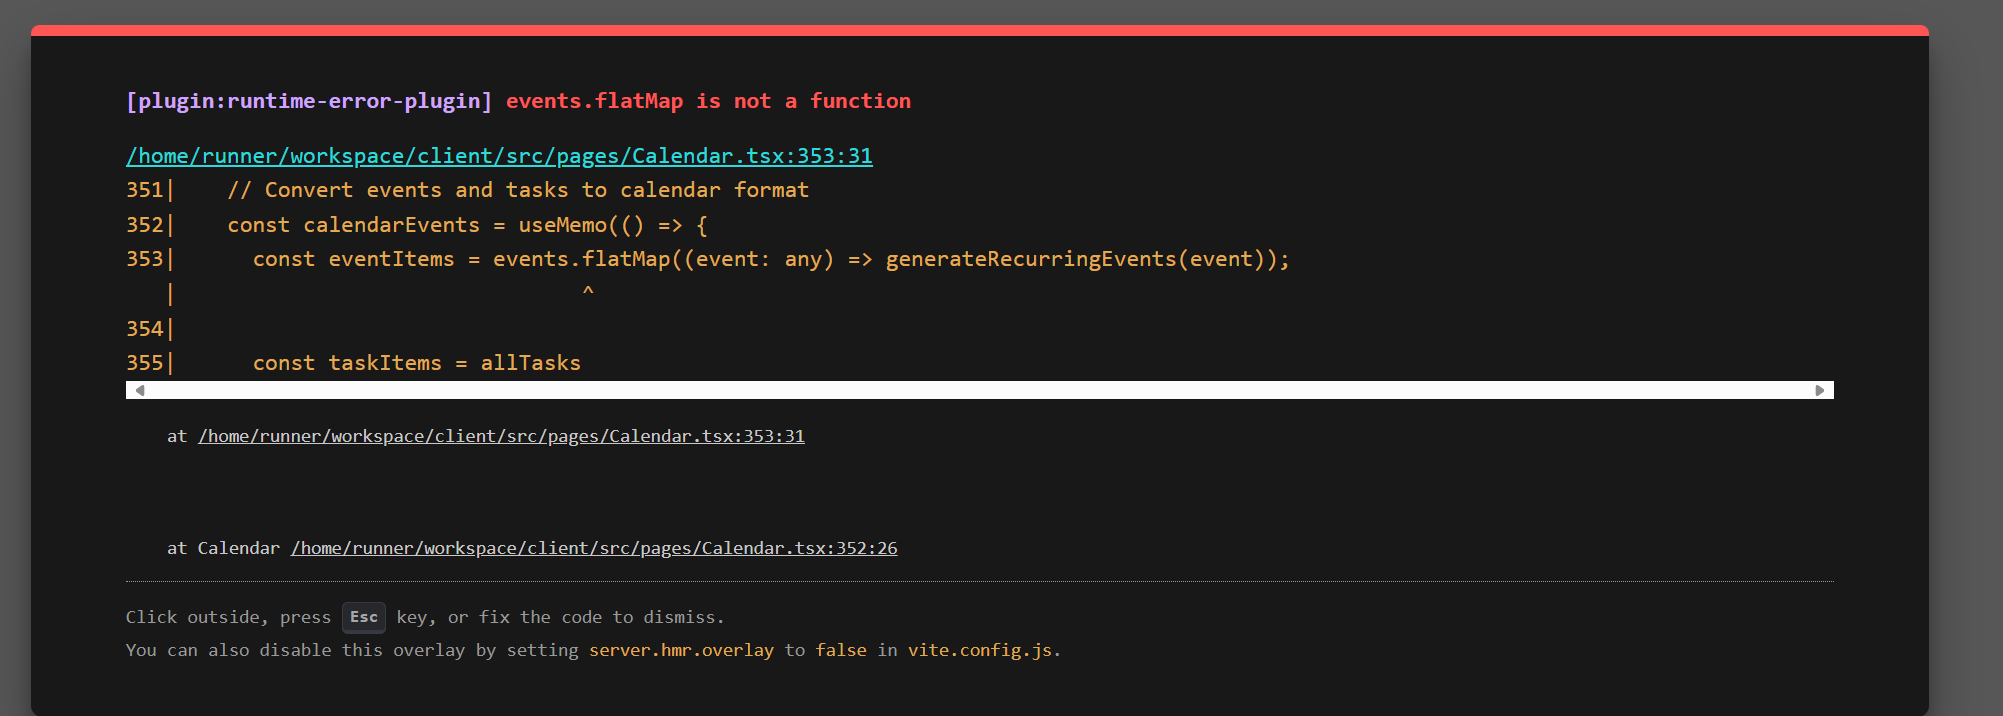 [plugin:runtime-error-plugin] events.flatMap is not a function
/home/runner/workspace/client/src/pages/Calendar.tsx:353:31
351|    // Convert events and tasks to calendar format
352|    const calendarEvents = useMemo(() => {
353|      const eventItems = events.flatMap((event: any) => generateRecurringEvents(event));
   |                                ^
354|
355|      const taskItems = allTasks
at /home/runner/workspace/client/src/pages/Calendar.tsx:353:31
at Calendar /home/runner/workspace/client/src/pages/Calendar.tsx:352:26
Click outside, press Esc key, or fix the code to dismiss.
You can also disable this overlay by setting server.hmr.overlay to false in vite.config.js.